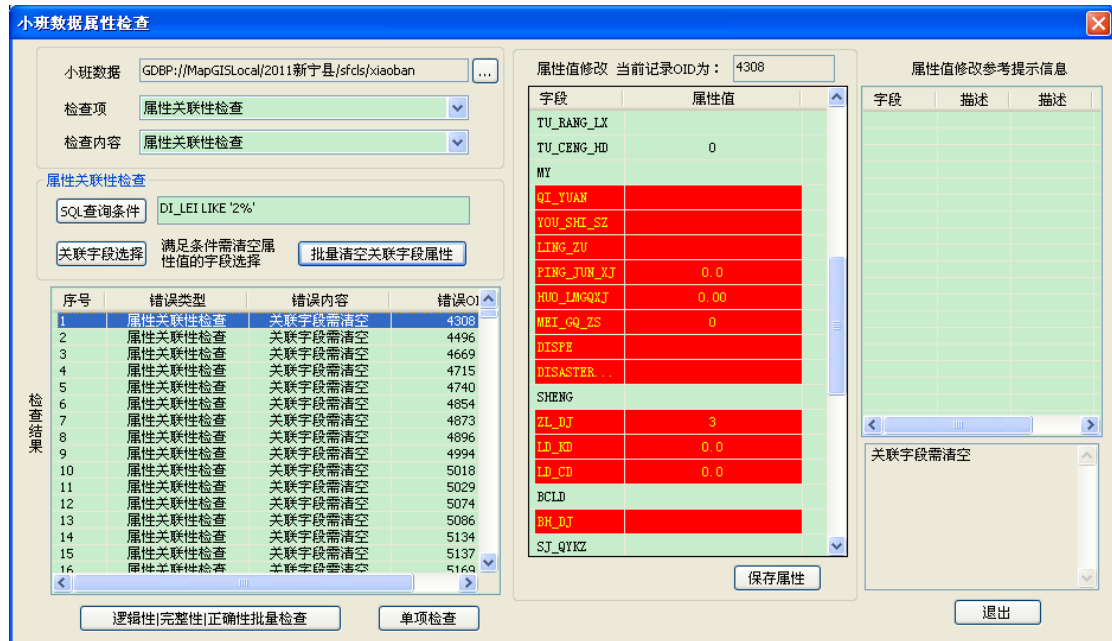 小班数据属性检查
小班数据 GDBP://MapGISLocal/2011新宁县/sfcls/xiaoban ...
检查项 属性关联性检查
检查内容 属性关联性检查
属性关联性检查
SQL查询条件 DI_LEI LIKE '2%'
关联字段选择 满足条件需清空属
性值的字段选择 批量清空关联字段属性
检查结果
序号 错误类型 错误内容 错误OI
1 属性关联性检查 关联字段需清空 4308
2 属性关联性检查 关联字段需清空 4496
3 属性关联性检查 关联字段需清空 4669
4 属性关联性检查 关联字段需清空 4715
5 属性关联性检查 关联字段需清空 4740
6 属性关联性检查 关联字段需清空 4854
7 属性关联性检查 关联字段需清空 4873
8 属性关联性检查 关联字段需清空 4896
9 属性关联性检查 关联字段需清空 4994
10 属性关联性检查 关联字段需清空 5018
11 属性关联性检查 关联字段需清空 5029
12 属性关联性检查 关联字段需清空 5074
13 属性关联性检查 关联字段需清空 5086
14 属性关联性检查 关联字段需清空 5134
15 属性关联性检查 关联字段需清空 5137
16 属性关联性检查 关联字段需清空 5169
逻辑性|完整性|正确性批量检查 单项检查
属性值修改 当前记录OID为： 4308
字段 属性值
TU_RANG_LX
TU_CENG_HD 0
MY
QI_YUAN
YOU_SHI_SZ
LING_ZU
PING_JUN_XJ 0.0
HUO_LMGQXJ 0.00
MEI_GQ_ZS 0
DISPE
DISASTER...
SHENG
ZL_DJ 3
LD_KD 0.0
LD_CD 0.0
BCLD
BH_DJ
SJ_QYKZ
保存属性
属性值修改参考提示信息
字段 描述 描述
关联字段需清空
退出